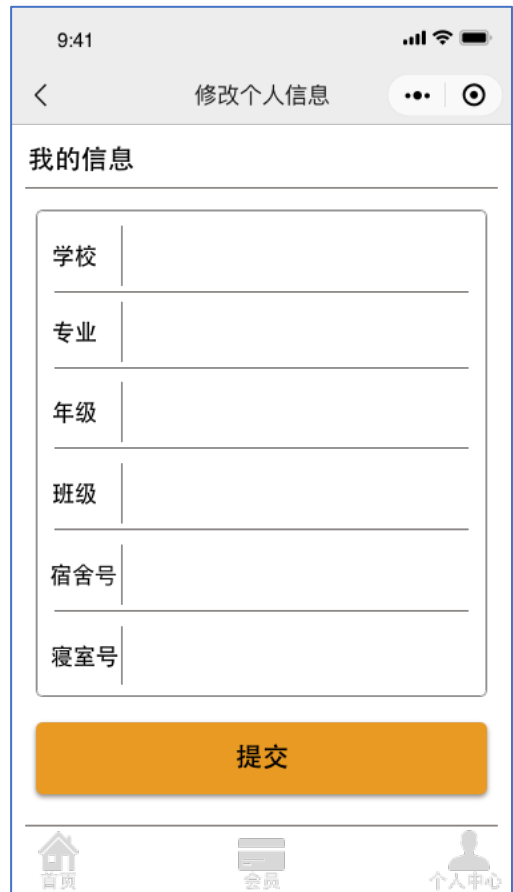 9:41
修改个人信息
我的信息
学校
专业
年级
班级
宿舍号
寝室号
提交
首页 会员 个人中心